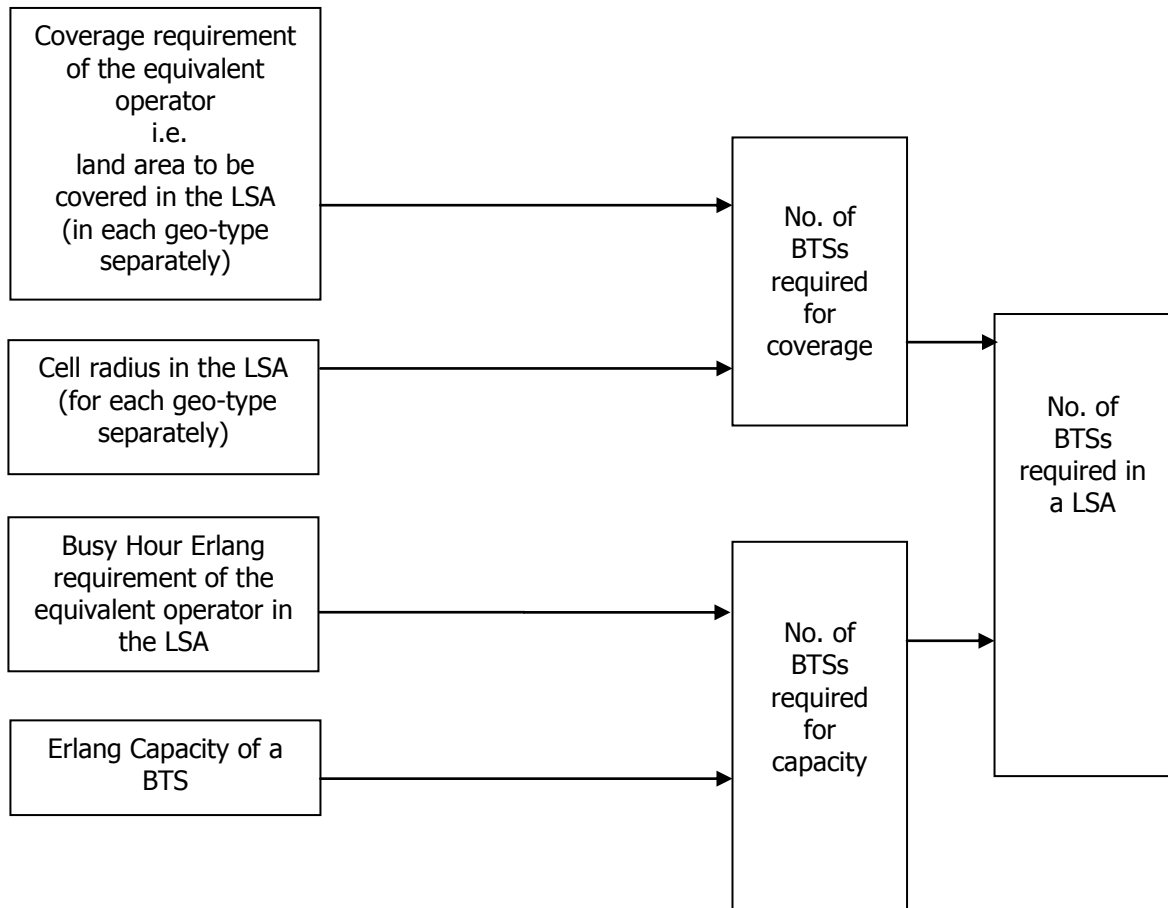 Coverage requirement
of the equivalent
operator
i.e.
land area to be
covered in the LSA
(in each geo-type
separately)
Cell radius in the LSA
(for each geo-type
separately)
Busy Hour Erlang
requirement of the
equivalent operator in
the LSA
Erlang Capacity of a
BTS
No. of
BTSs
required
for
coverage
No. of
BTSs
required
for
capacity
No. of
BTSs
required in
a LSA